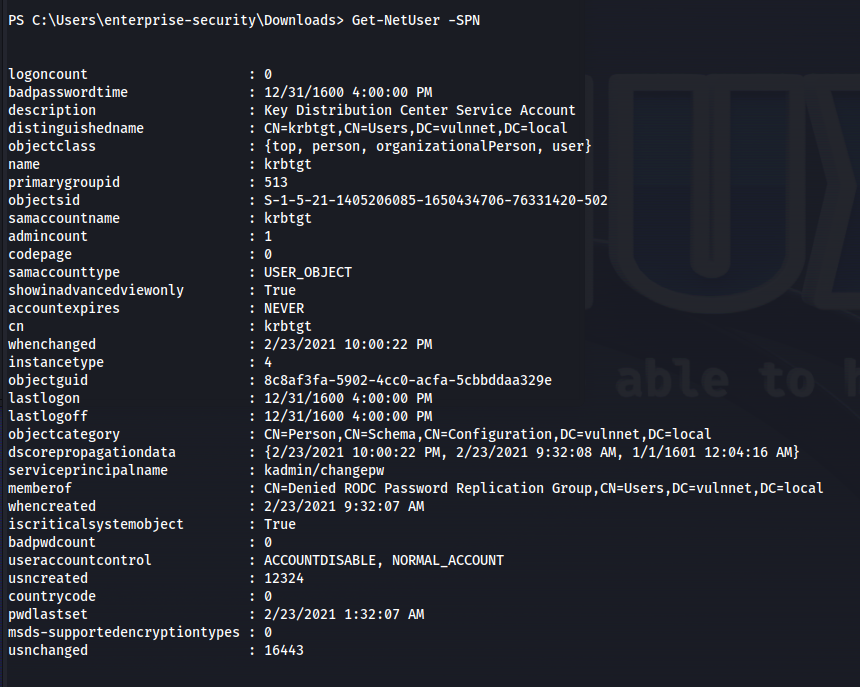 PS C:\Users\enterprise-security\Downloads> Get-NetUser -SPN
logoncount : 0
badpasswordtime : 12/31/1600 4:00:00 PM
description : Key Distribution Center Service Account
distinguishedname : CN=krbtgt,CN=Users,DC=vulnnet,DC=local
objectclass : {top, person, organizationalPerson, user}
name : krbtgt
primarygroupid : 513
objectsid : S-1-5-21-1405206085-1650434706-76331420-502
samaccountname : krbtgt
admincount : 1
codepage : 0
samaccounttype : USER_OBJECT
showinadvancedviewonly : True
accountexpires : NEVER
cn : krbtgt
whenchanged : 2/23/2021 10:00:22 PM
instancetype : 4
objectguid : 8c8af3fa-5902-4cc0-acfa-5cbbddaa329e
lastlogon : 12/31/1600 4:00:00 PM
lastlogoff : 12/31/1600 4:00:00 PM
objectcategory : CN=Person,CN=Schema,CN=Configuration,DC=vulnnet,DC=local
dscorepropagationdata : {2/23/2021 10:00:22 PM, 2/23/2021 9:32:08 AM, 1/1/1601 12:04:16 AM}
serviceprincipalname : kadmin/changepw
memberof : CN=Denied RODC Password Replication Group,CN=Users,DC=vulnnet,DC=local
whencreated : 2/23/2021 9:32:07 AM
iscriticalsystemobject : True
badpwdcount : 0
useraccountcontrol : ACCOUNTDISABLE, NORMAL_ACCOUNT
usncreated : 12324
countrycode : 0
pwdlastset : 2/23/2021 1:32:07 AM
msds-supportedencryptiontypes : 0
usnchanged : 16443
able to